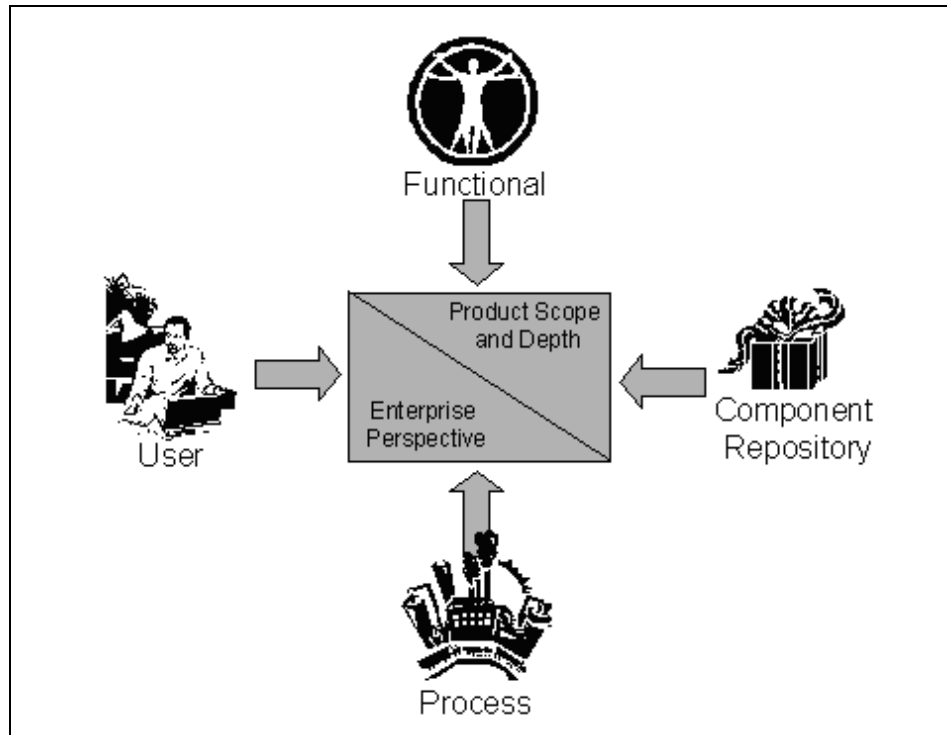 Functional
Product Scope
and Depth
Enterprise
Perspective
User
Component
Repository
Process